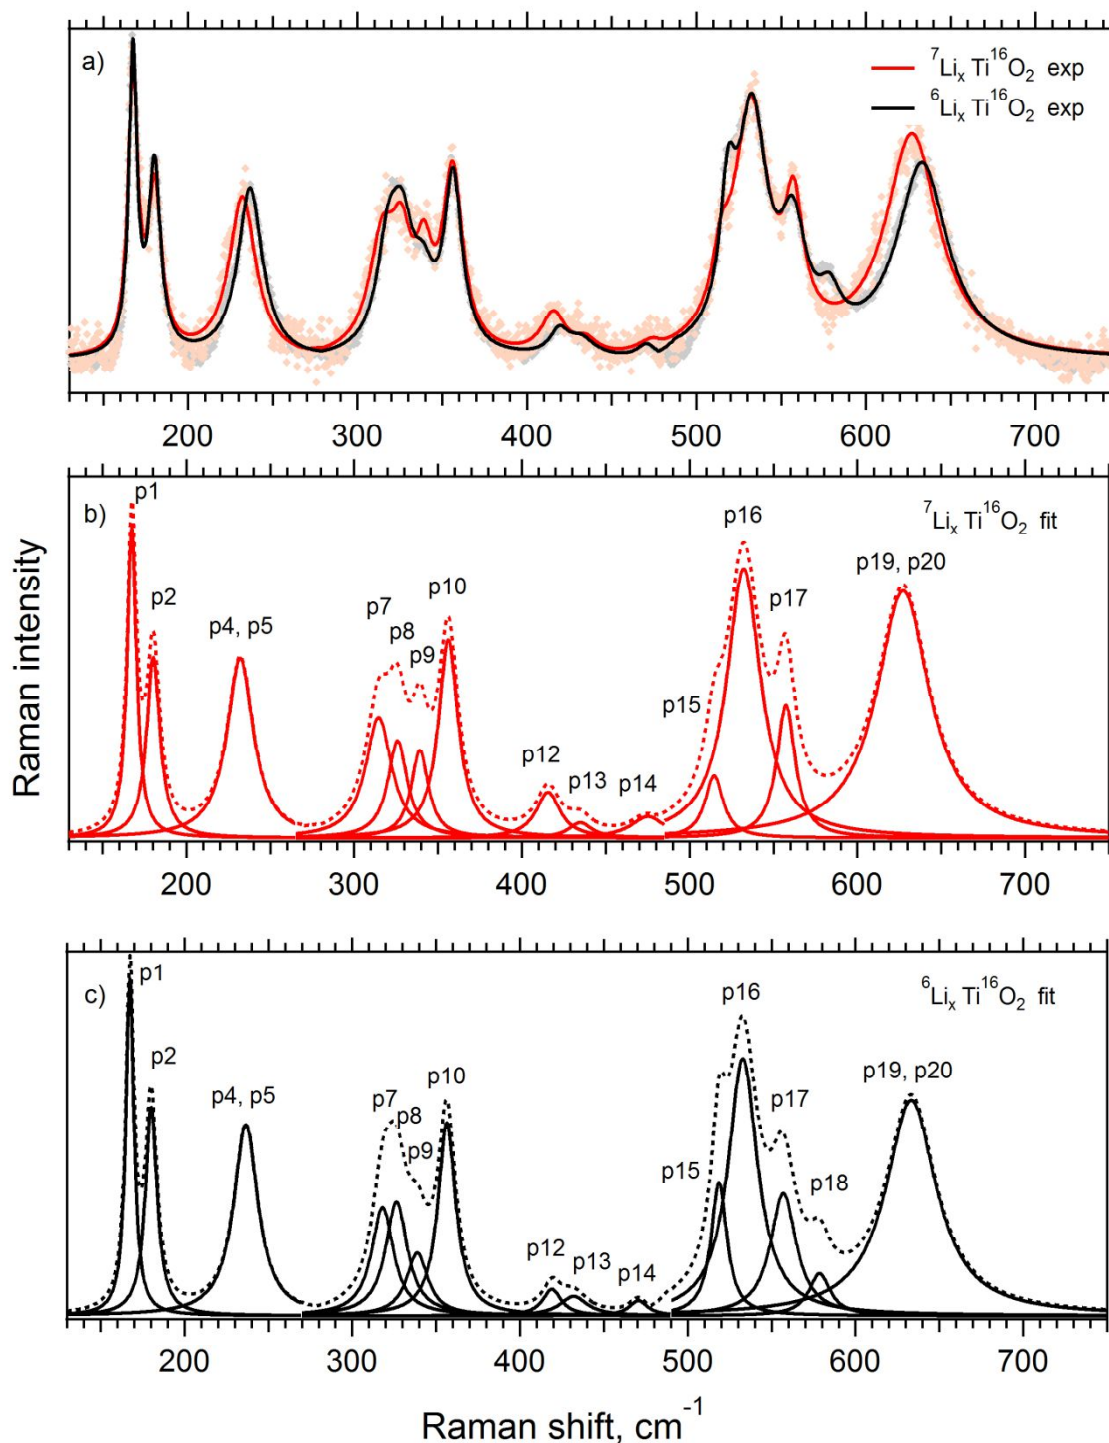 a)
⁷Liₓ Ti¹⁶O₂ exp
⁶Liₓ Ti¹⁶O₂ exp
200 300 400 500 600 700
Raman intensity
b)
⁷Liₓ Ti¹⁶O₂ fit
p1
p2
p4, p5
p7
p8
p9
p10
p12
p13
p14
p15
p16
p17
p19, p20
200 300 400 500 600 700
c)
⁶Liₓ Ti¹⁶O₂ fit
p1
p2
p4, p5
p7
p8
p9
p10
p12
p13
p14
p15
p16
p17
p18
p19, p20
200 300 400 500 600 700
Raman shift, cm⁻¹